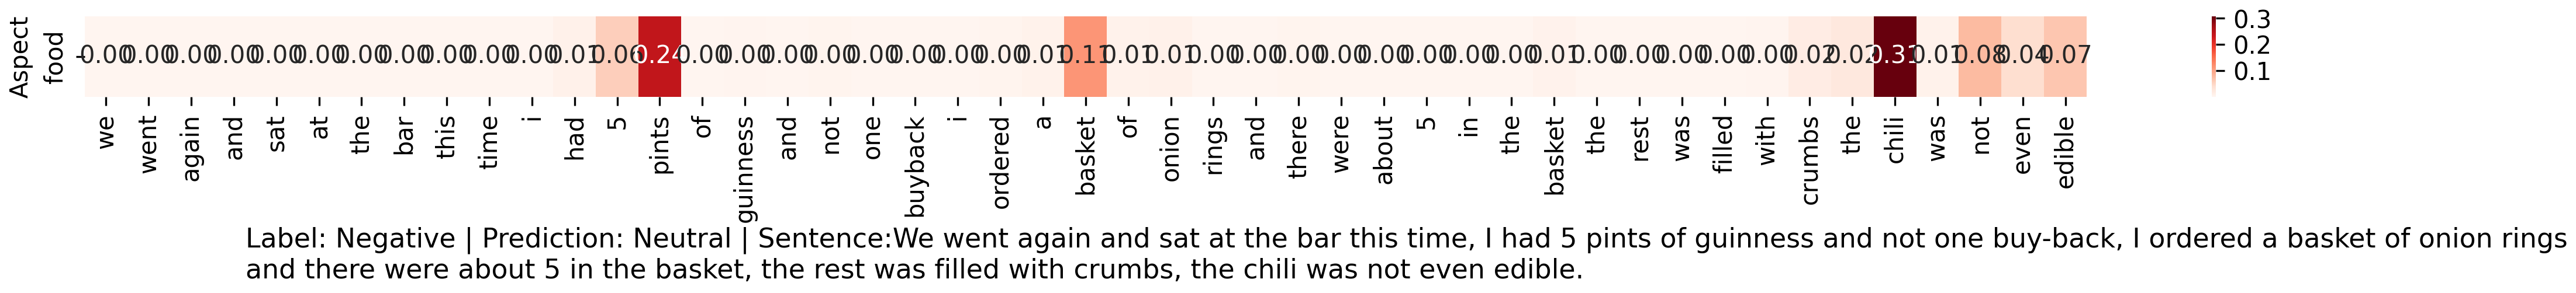 Aspect
food
0.00 0.00 0.00 0.00 0.00 0.00 0.00 0.00 0.00 0.00 0.00 0.01 0.06 0.24 0.00 0.00 0.00 0.00 0.00 0.00 0.00 0.00 0.01 0.11 0.01 0.01 0.00 0.00 0.00 0.00 0.00 0.00 0.00 0.00 0.01 0.00 0.00 0.00 0.00 0.00 0.02 0.02 0.31 0.01 0.08 0.04 0.07
0.3
0.2
0.1
we went again and sat at the bar this time i had 5 pints of guinness and not one buyback i ordered a basket of onion rings and there were about 5 in the basket the rest was filled with crumbs the chili was not even edible
Label: Negative | Prediction: Neutral | Sentence:We went again and sat at the bar this time, I had 5 pints of guinness and not one buy-back, I ordered a basket of onion rings
and there were about 5 in the basket, the rest was filled with crumbs, the chili was not even edible.